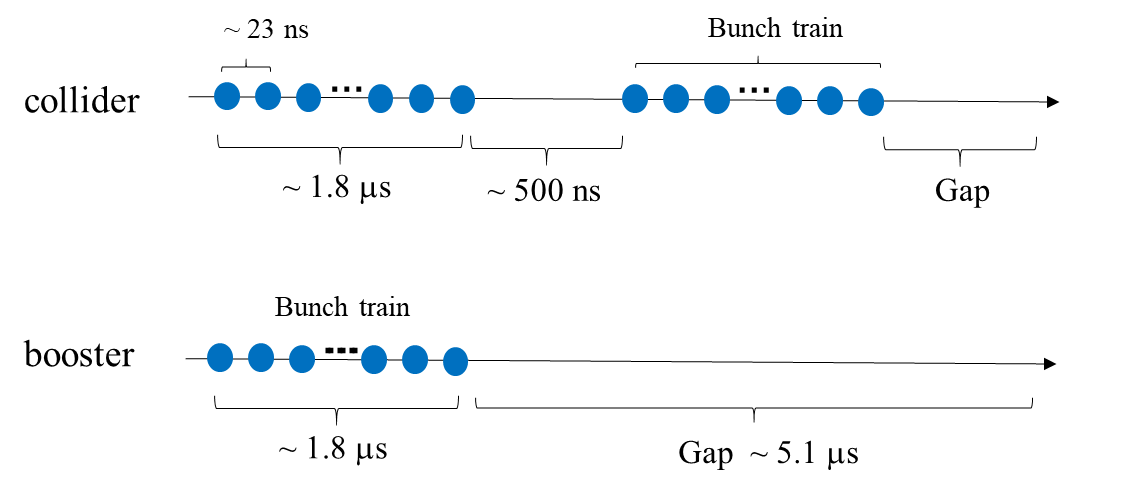 ~ 23 ns
Bunch train
collider
...
...
~ 1.8 μs
~ 500 ns
Gap
Bunch train
booster
...
~ 1.8 μs
Gap ~ 5.1 μs